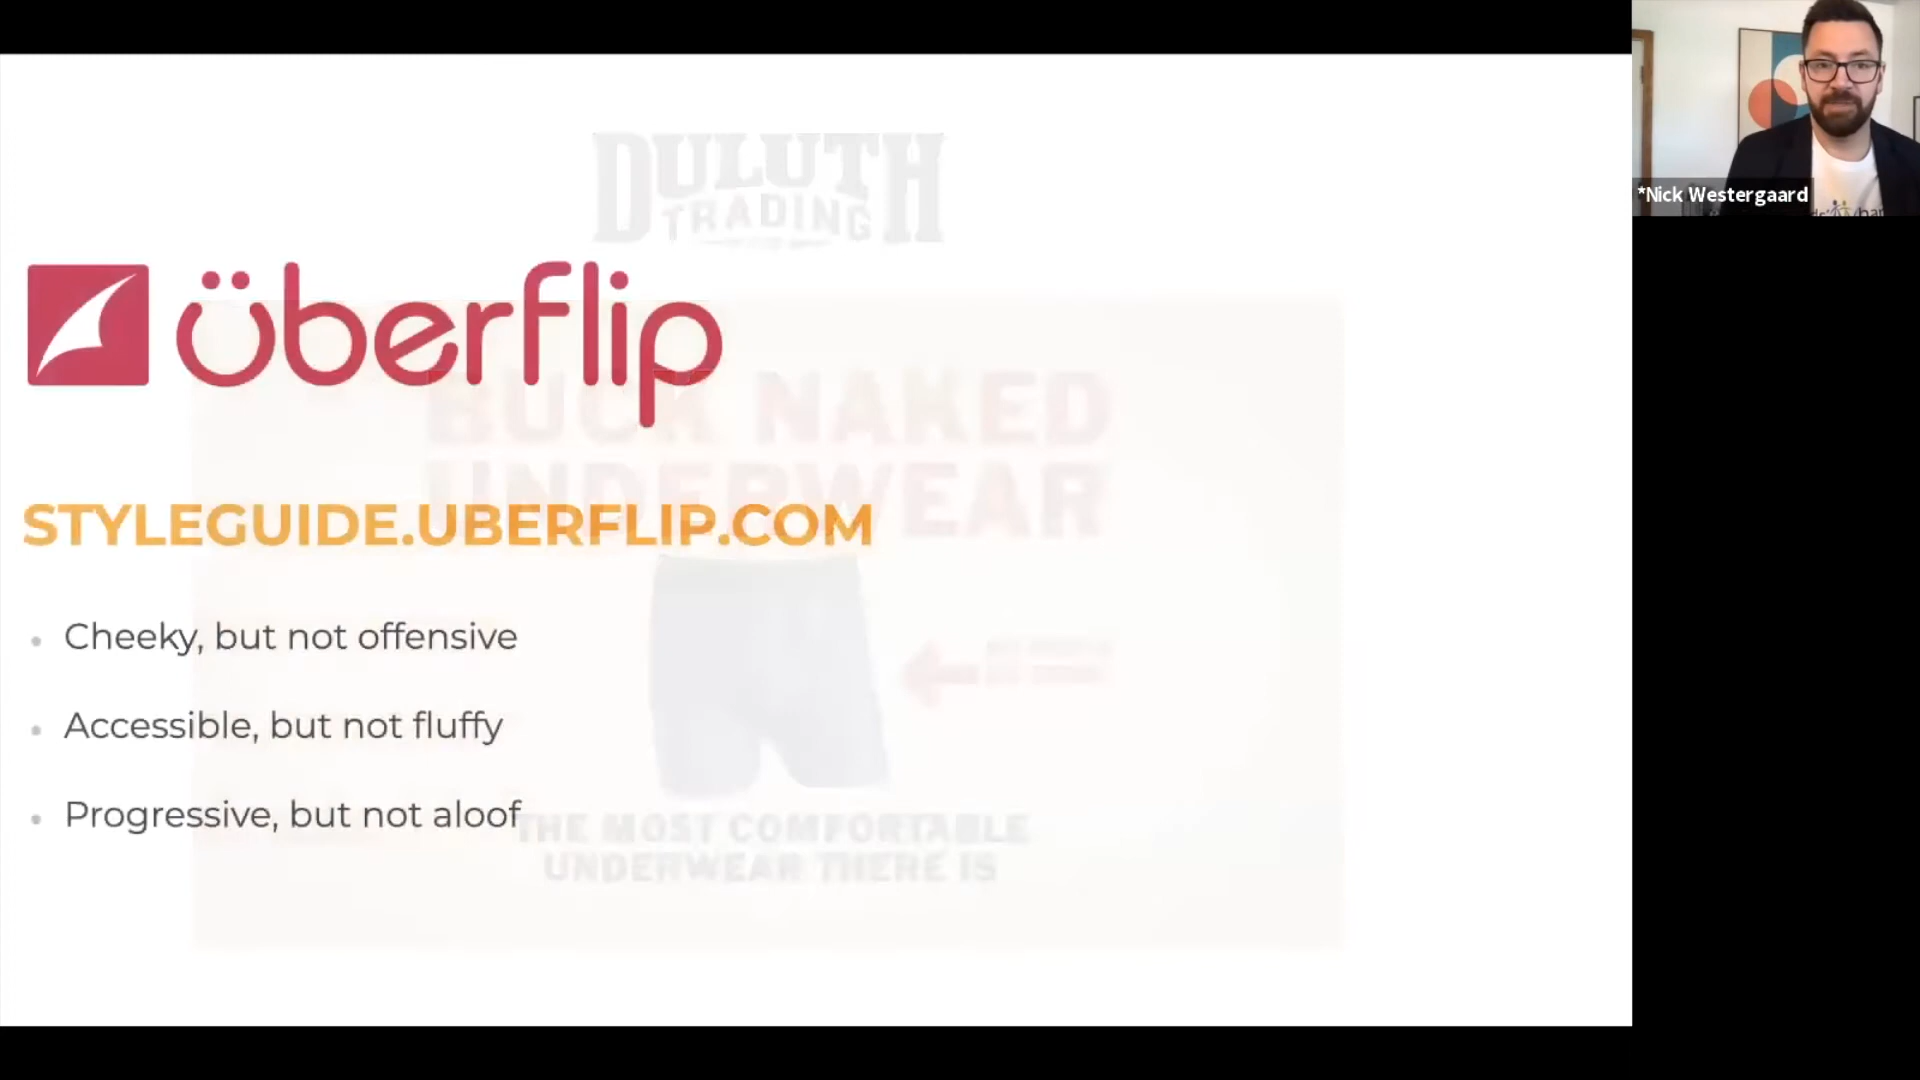 DULUTH
TRADING
überflip
BUCK NAKED
UNDERWEAR
STYLEGUIDE.UBERFLIP.COM
• Cheeky, but not offensive
• Accessible, but not fluffy
• Progressive, but not aloof
THE MOST COMFORTABLE
UNDERWEAR THERE IS
*Nick Westergaard